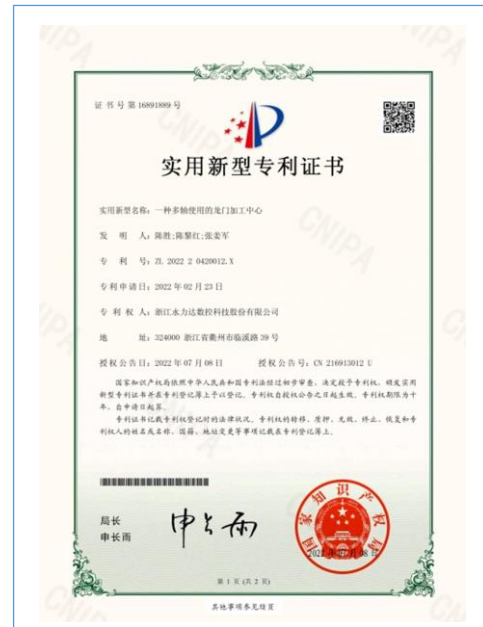 证书号第16891889号
实用新型专利证书
实用新型名称：一种多轴使用的龙门加工中心
发 明 人：陈胜;陈黎红;张姜军
专 利 号：ZL 2022 2 0420012.X
专利申请日：2022年02月23日
专 利 权 人：浙江水力达数控科技股份有限公司
地 址：324000 浙江省衢州市临溪路39号
授权公告日：2022年07月08日 授权公告号：CN 216913012 U
国家知识产权局依照中华人民共和国专利法经过初步审查，决定授予专利权，颁发实用
新型专利证书并在专利登记簿上予以登记。专利权自授权公告之日起生效。专利权期限为十
年，自申请日起算。
专利证书记载专利权登记时的法律状况。专利权的转移、质押、无效、终止、恢复和专
利权人的姓名或名称、国籍、地址变更等事项记载在专利登记簿上。
局长
申长雨
申长雨
国家知识产权局
2022年07月08日
第 1 页 (共 2 页)
其他事项参见续页
CNIPA
CNIPA
CNIPA